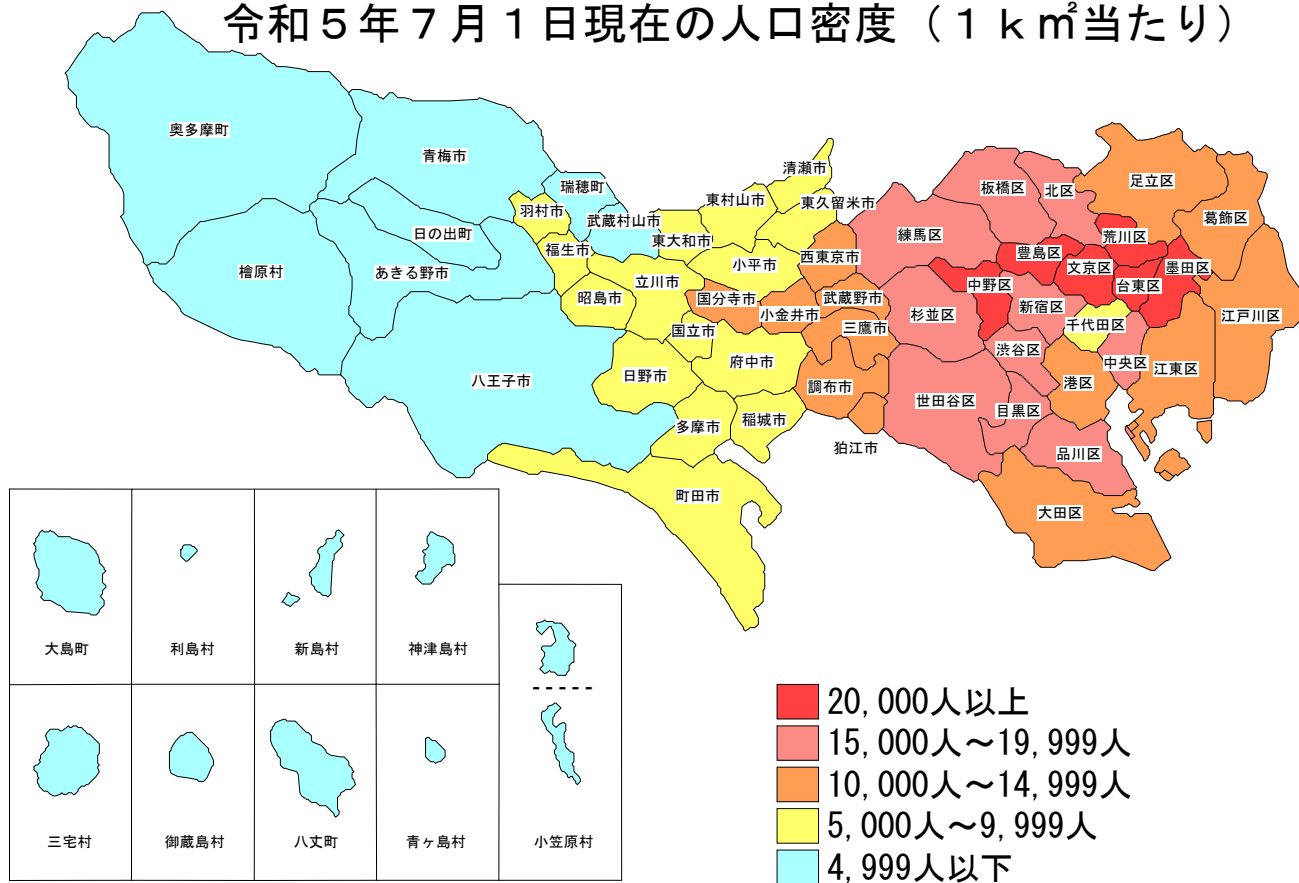 令和５年７月１日現在の人口密度（１ｋ㎡当たり）
奥多摩町
青梅市
瑞穂町
羽村市
武蔵村山市
日の出町
檜原村
あきる野市
福生市
昭島市
立川市
東大和市
東村山市
清瀬市
東久留米市
小平市
西東京市
国分寺市
小金井市
武蔵野市
三鷹市
国立市
府中市
日野市
八王子市
調布市
多摩市
稲城市
狛江市
町田市
練馬区
板橋区
北区
足立区
葛飾区
荒川区
豊島区
文京区
台東区
墨田区
中野区
新宿区
杉並区
千代田区
江戸川区
渋谷区
中央区
江東区
港区
世田谷区
目黒区
品川区
大田区
大島町
利島村
新島村
神津島村
三宅村
御蔵島村
八丈町
青ヶ島村
小笠原村
20,000人以上
15,000人～19,999人
10,000人～14,999人
5,000人～9,999人
4,999人以下